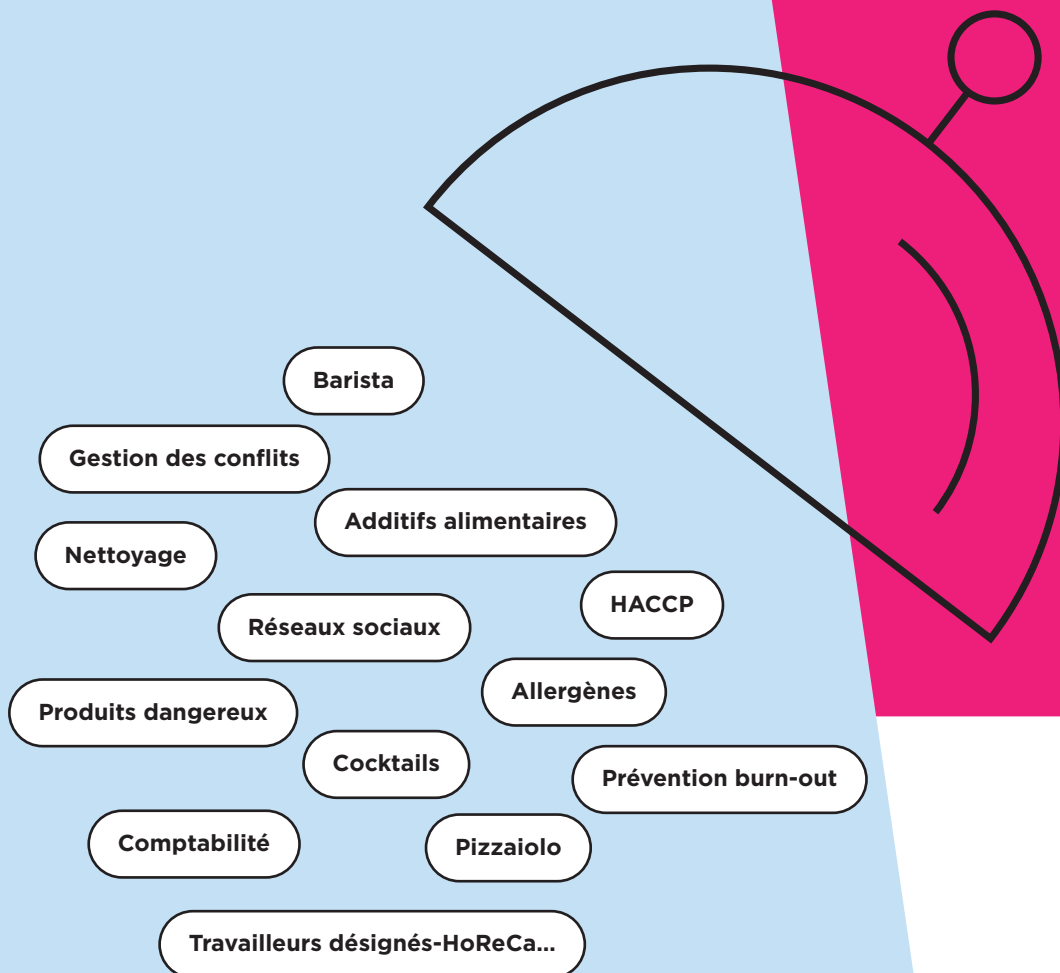 Barista
Gestion des conflits
Additifs alimentaires
Nettoyage
HACCP
Réseaux sociaux
Allergènes
Produits dangereux
Cocktails
Prévention burn-out
Comptabilité
Pizzaiolo
Travailleurs désignés-HoReCa...